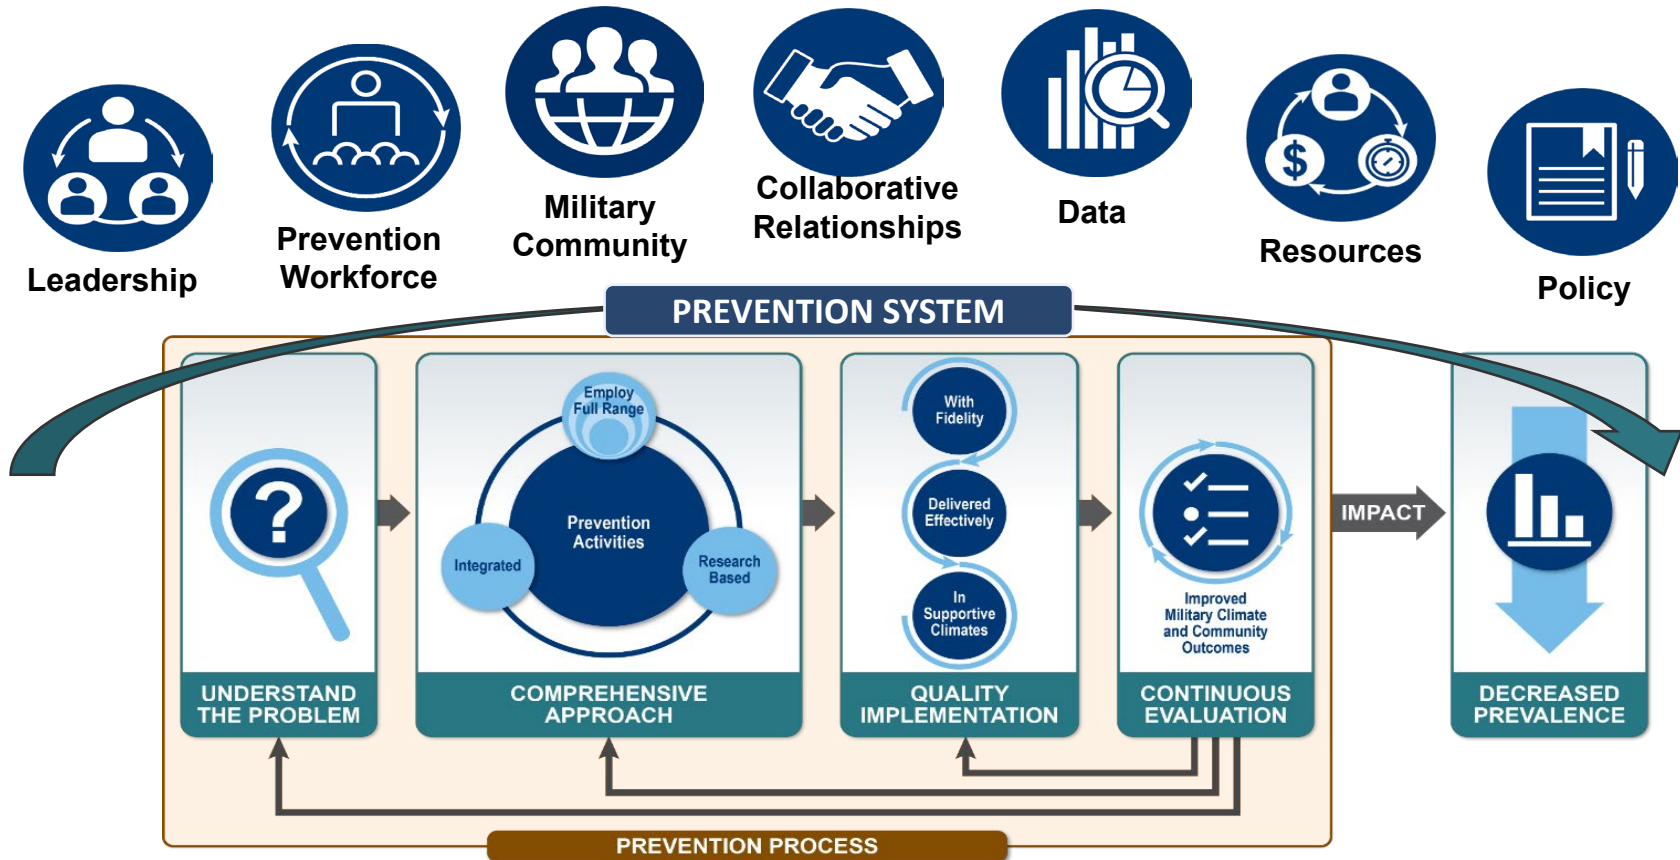 Leadership
Prevention
Workforce
Military
Community
Collaborative
Relationships
Data
Resources
Policy
PREVENTION SYSTEM
?
Employ
Full Range
Prevention
Activities
Integrated
Research
Based
With
Fidelity
Delivered
Effectively
In
Supportive
Climates
Improved
Military Climate
and Community
Outcomes
IMPACT
UNDERSTAND
THE PROBLEM
COMPREHENSIVE
APPROACH
QUALITY
IMPLEMENTATION
CONTINUOUS
EVALUATION
DECREASED
PREVALENCE
PREVENTION PROCESS
$